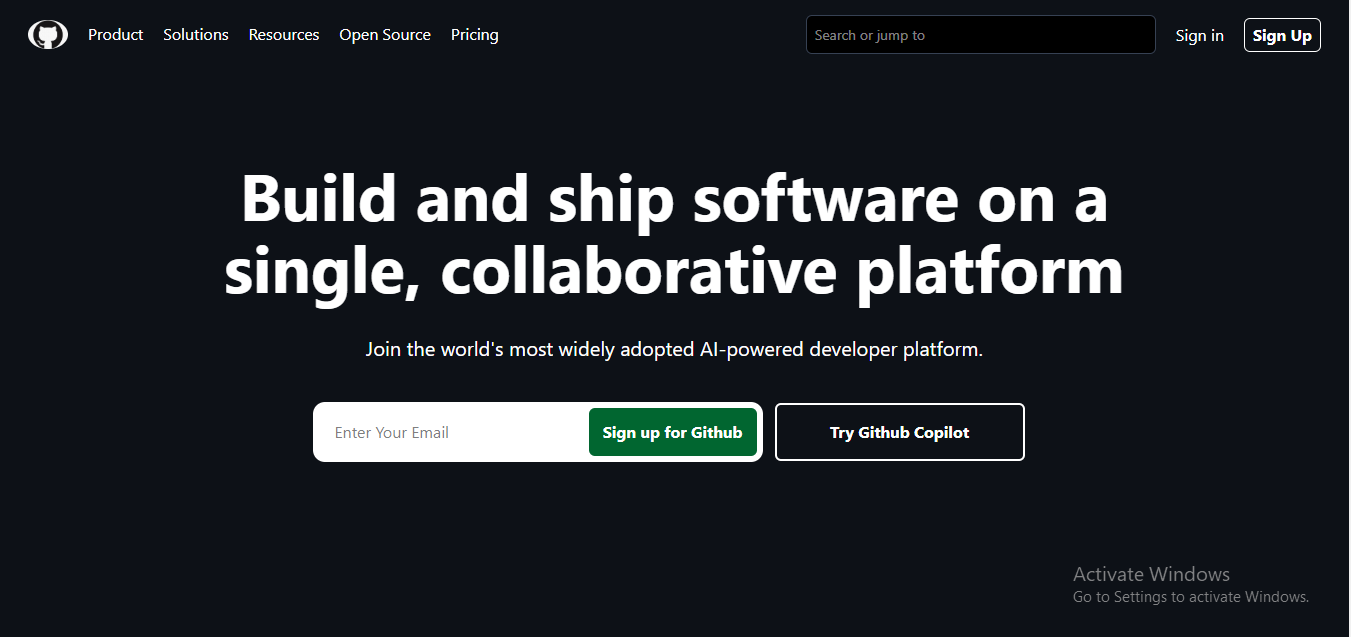 Product Solutions Resources Open Source Pricing Search or jump to Sign in Sign Up
Build and ship software on a
single, collaborative platform
Join the world's most widely adopted AI-powered developer platform.
Enter Your Email Sign up for Github Try Github Copilot
Activate Windows
Go to Settings to activate Windows.